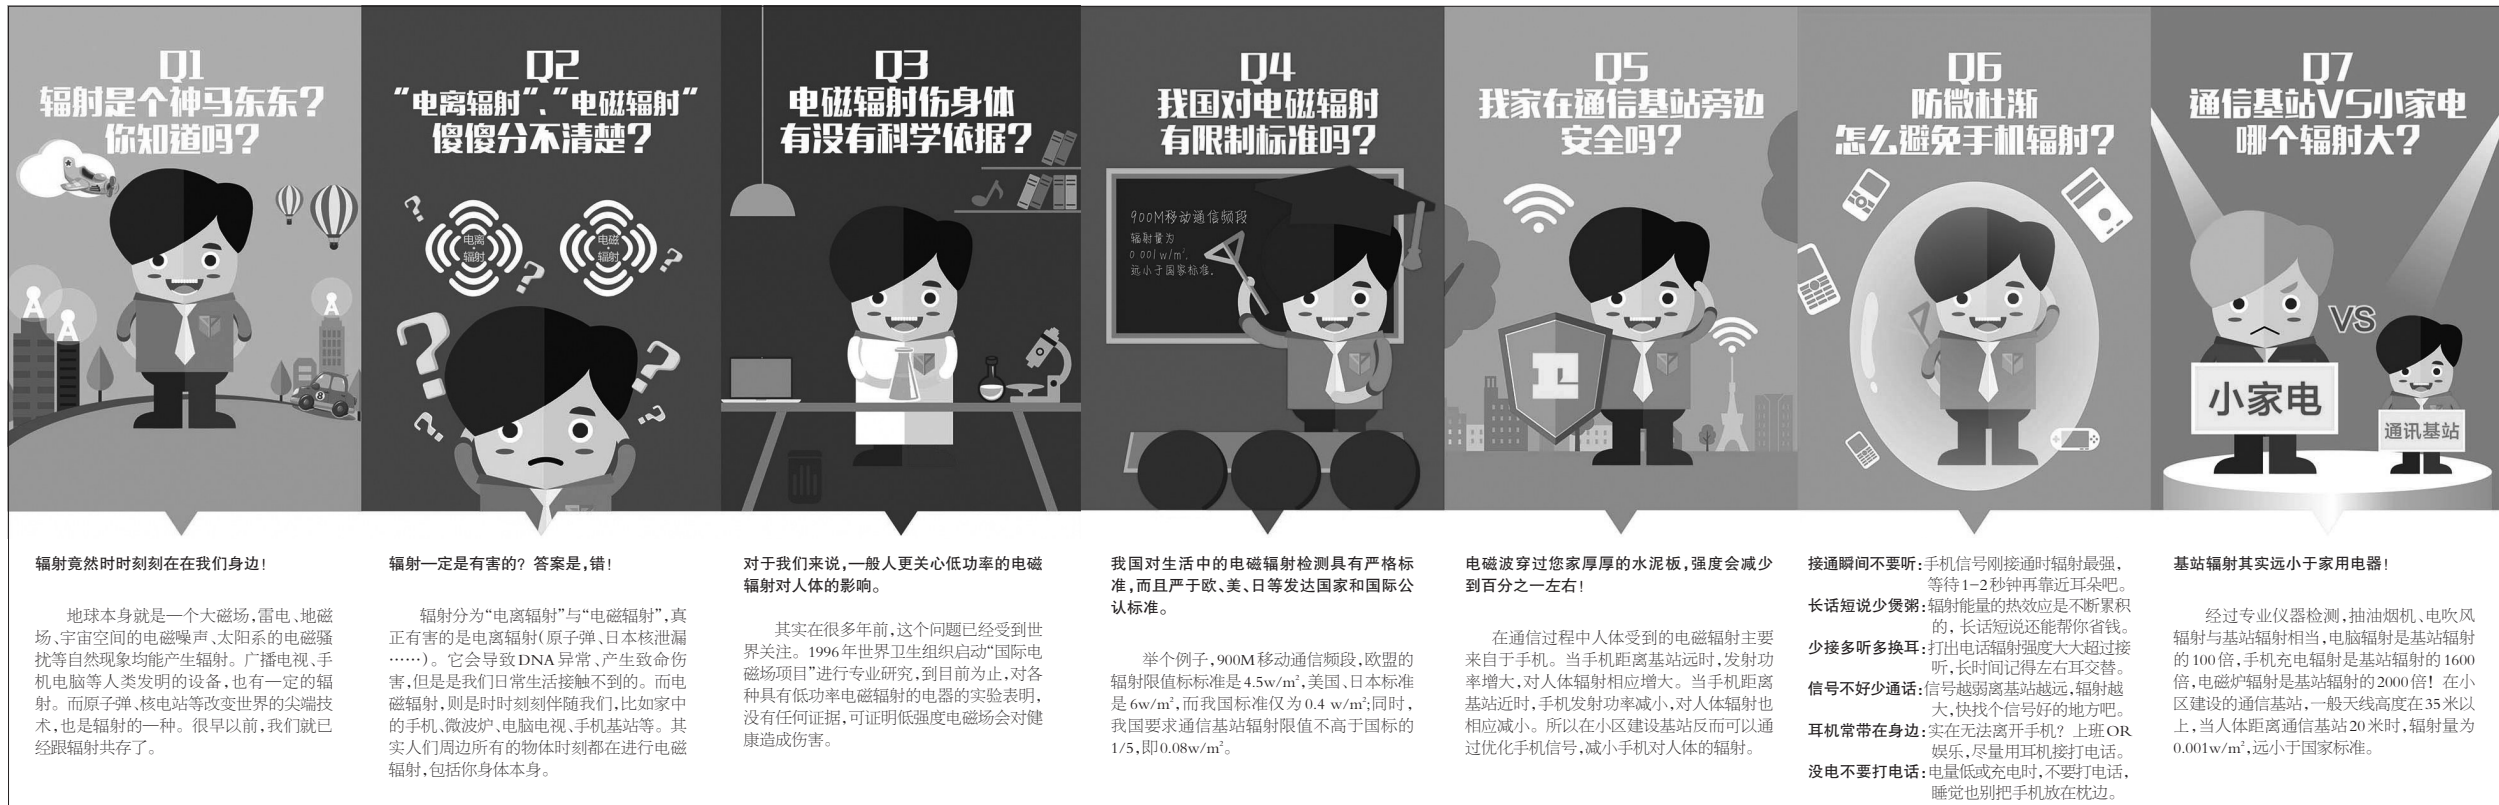 Q1
辐射是个神马东东?
你知道吗?
辐射竟然时时刻刻在在我们身边!
地球本身就是一个大磁场,雷电、地磁
场、宇宙空间的电磁噪声、太阳系的电磁骚
扰等自然现象均能产生辐射。广播电视、手
机电脑等人类发明的设备,也有一定的辐
射。而原子弹、核电站等改变世界的尖端技
术,也是辐射的一种。很早以前,我们就已
经跟辐射共存了。
Q2
“电离辐射”、“电磁辐射”
傻傻分不清楚?
电离
辐射
电磁
辐射
辐射一定是有害的?答案是,错!
辐射分为“电离辐射”与“电磁辐射”,真
正有害的是电离辐射(原子弹、日本核泄漏
……)。它会导致DNA异常、产生致命伤
害,但是是我们日常生活接触不到的。而电
磁辐射,则是时时刻刻伴随我们,比如家中
的手机、微波炉、电脑电视、手机基站等。其
实人们周边所有的物体时刻都在进行电磁
辐射,包括你身体本身。
Q3
电磁辐射伤身体
有没有科学依据?
对于我们来说,一般人更关心低功率的电磁
辐射对人体的影响。
其实在很多年前,这个问题已经受到世
界关注。1996年世界卫生组织启动“国际电
磁场项目”进行专业研究,到目前为止,对各
种具有低功率电磁辐射的电器的实验表明,
没有任何证据,可证明低强度电磁场会对健
康造成伤害。
Q4
我国对电磁辐射
有限制标准吗?
900M移动通信频段
辐射量为
0.001w/m²,
远小于国家标准。
我国对生活中的电磁辐射检测具有严格标
准,而且严于欧、美、日等发达国家和国际公
认标准。
举个例子,900M移动通信频段,欧盟的
辐射限值标标准是4.5w/m²,美国、日本标准
是6w/m²,而我国标准仅为0.4 w/m²;同时,
我国要求通信基站辐射限值不高于国标的
1/5,即0.08w/m²。
Q5
我家在通信基站旁边
安全吗?
电磁波穿过您家厚厚的水泥板,强度会减少
到百分之一左右!
在通信过程中人体受到的电磁辐射主要
来自于手机。当手机距离基站远时,发射功
率增大,对人体辐射相应增大。当手机距离
基站近时,手机发射功率减小,对人体辐射也
相应减小。所以在小区建设基站反而可以通
过优化手机信号,减小手机对人体的辐射。
Q6
防微杜渐
怎么避免手机辐射?
接通瞬间不要听:手机信号刚接通时辐射最强,
等待1-2秒钟再靠近耳朵吧。
长话短说少煲粥:辐射能量的热效应是不断累积
的,长话短说还能帮你省钱。
少接多听多换耳:打出电话辐射强度大大超过接
听,长时间记得左右耳交替。
信号不好少通话:信号越弱离基站越远,辐射越
大,快找个信号好的地方吧。
耳机常带在身边:实在无法离开手机?上班OR
娱乐,尽量用耳机接打电话。
没电不要打电话:电量低或充电时,不要打电话,
睡觉也别把手机放在枕边。
Q7
通信基站VS小家电
哪个辐射大?
VS
小家电
通讯基站
基站辐射其实远小于家用电器!
经过专业仪器检测,抽油烟机、电吹风
辐射与基站辐射相当,电脑辐射是基站辐射
的100倍,手机充电辐射是基站辐射的1600
倍,电磁炉辐射是基站辐射的2000倍!在小
区建设的通信基站,一般天线高度在35米以
上,当人体距离通信基站20米时,辐射量为
0.001w/m²,远小于国家标准。